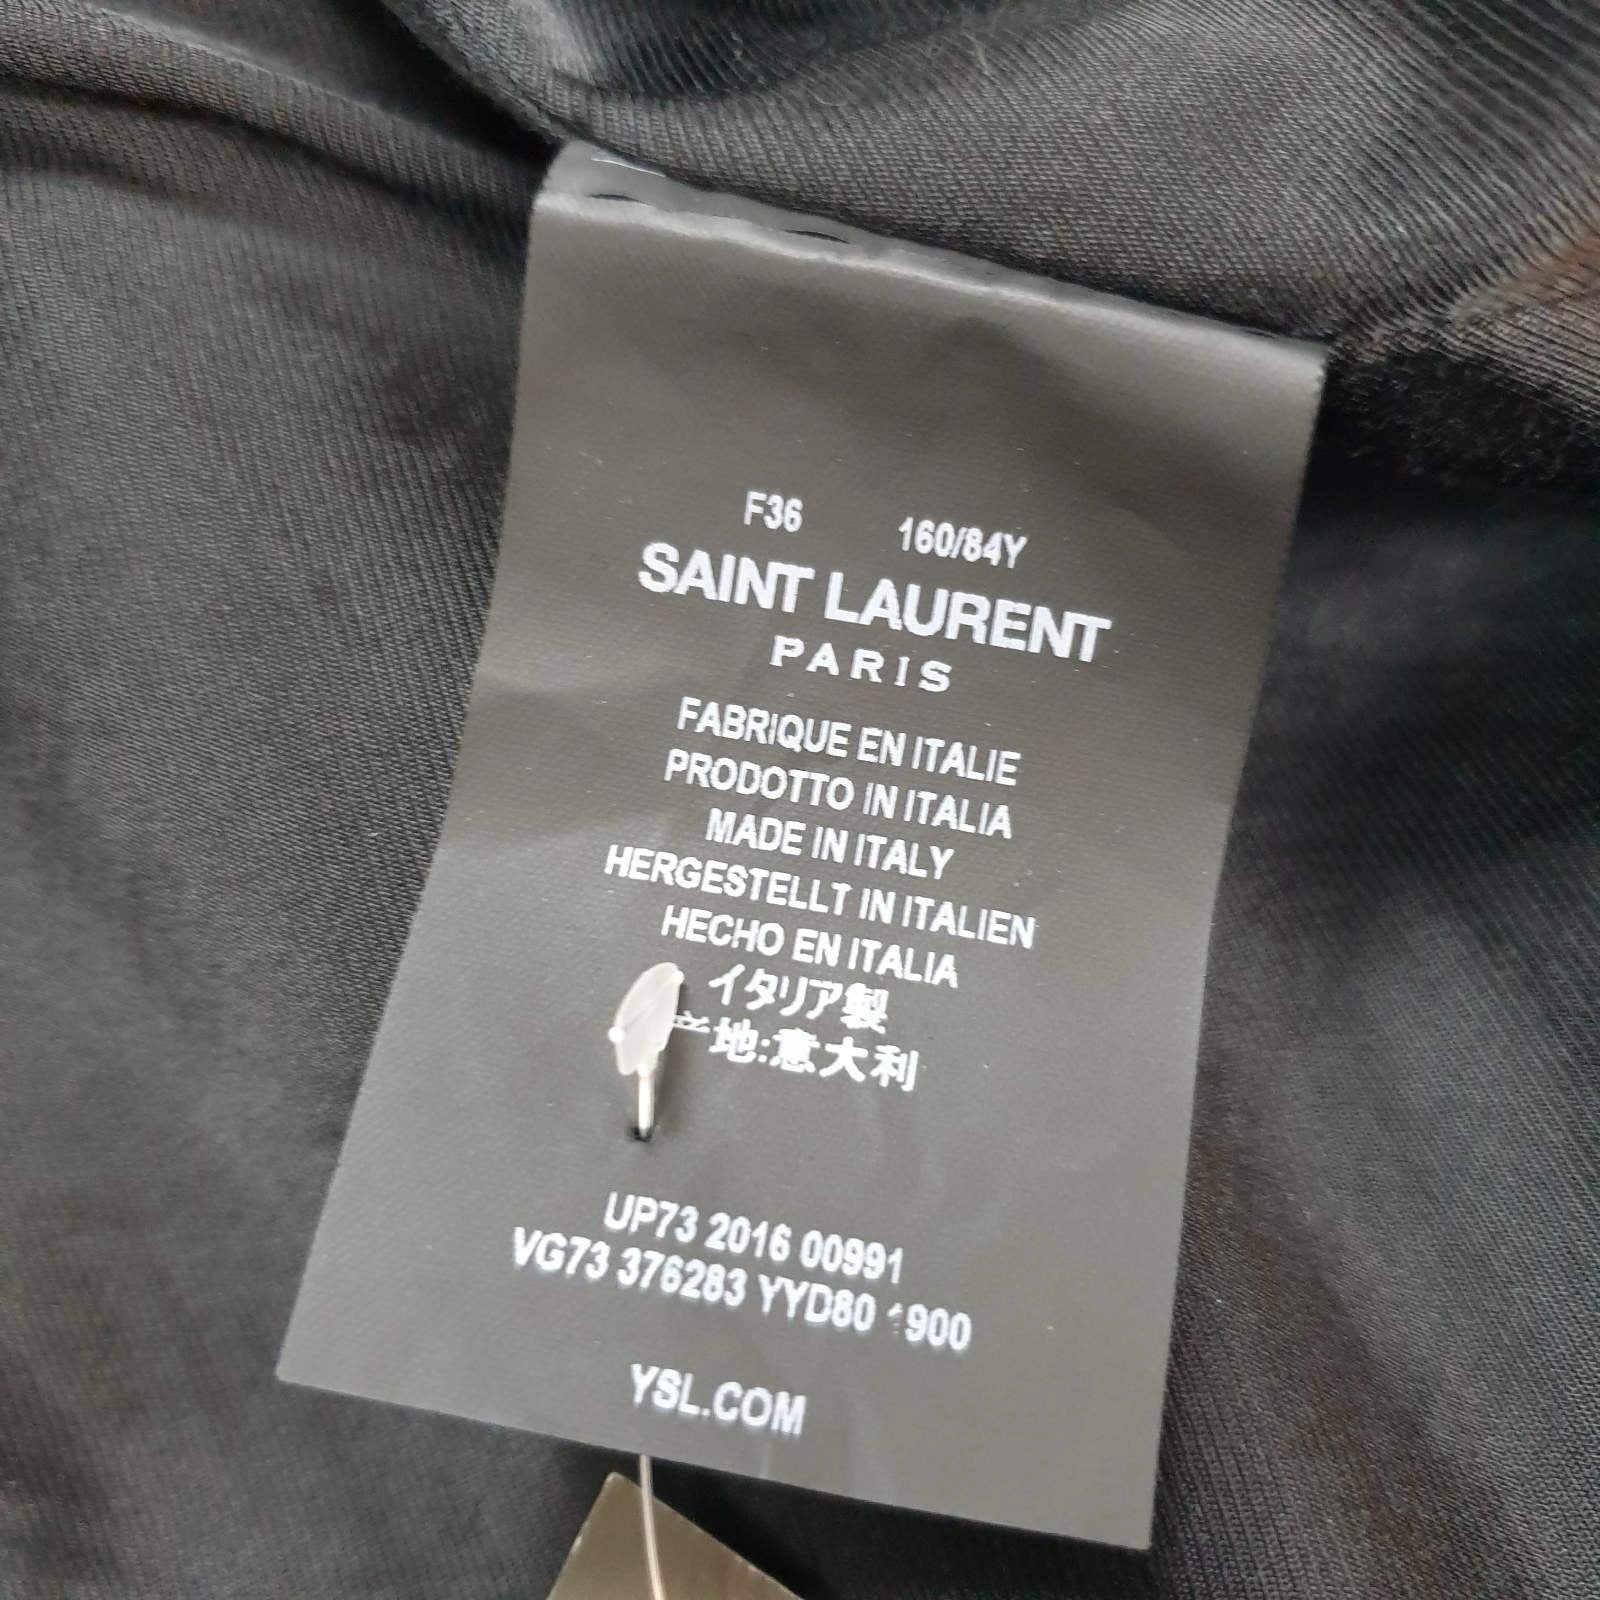 F36 160/84Y
SAINT LAURENT
PARIS
FABRIQUE EN ITALIE
PRODOTTO IN ITALIA
MADE IN ITALY
HERGESTELLT IN ITALIEN
HECHO EN ITALIA
イタリア製
产地:意大利
UP73 2016 00991
VG73 376283 YYD80 1900
YSL.COM